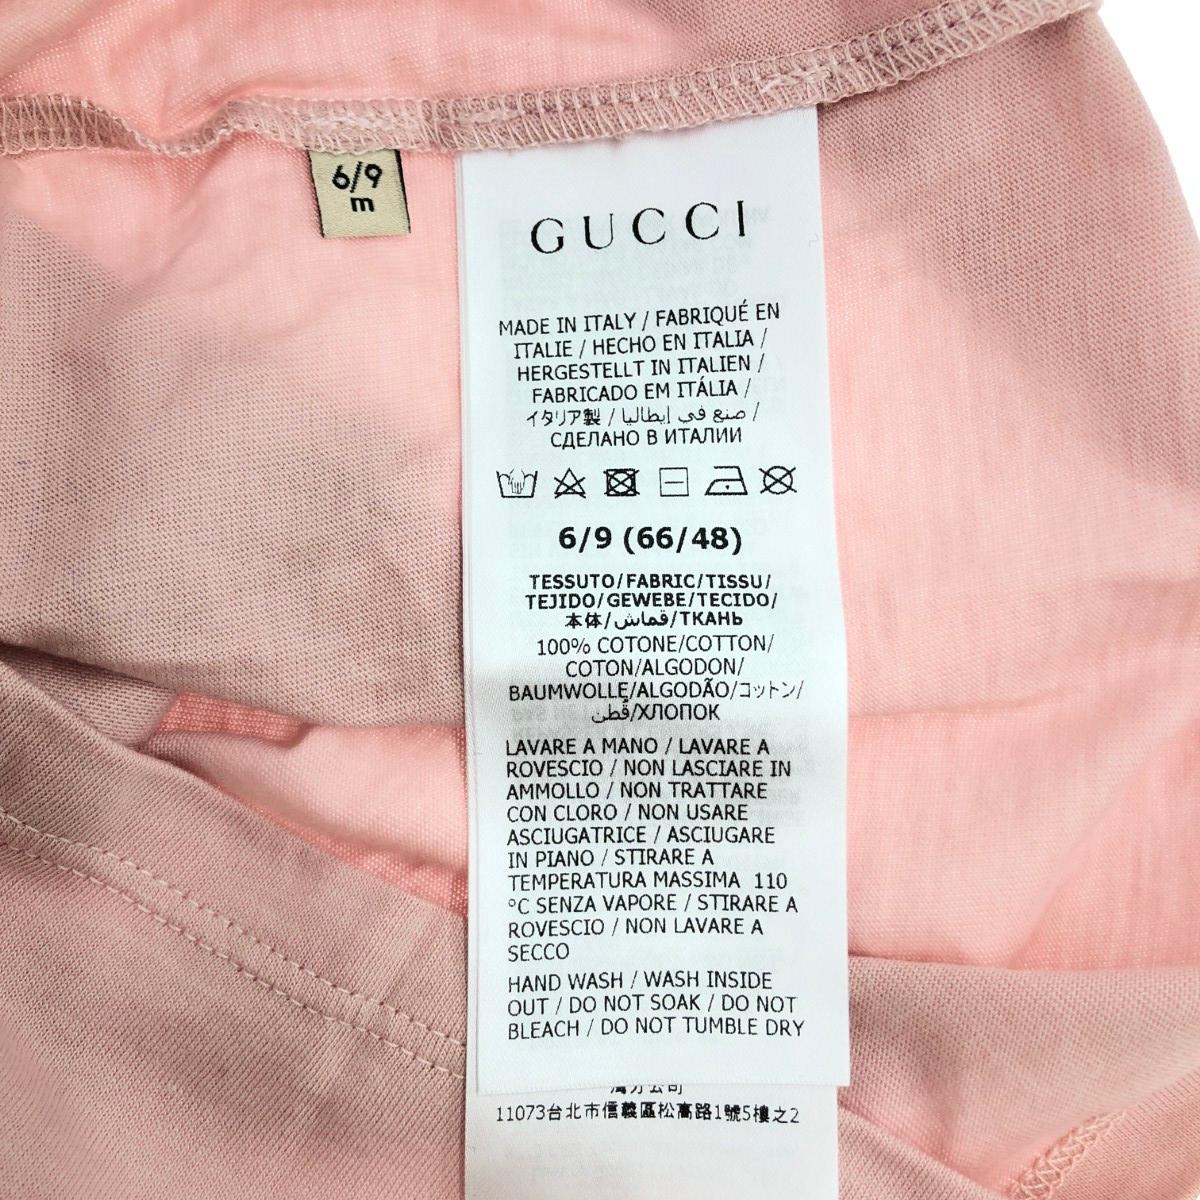 6/9
m
GUCCI
MADE IN ITALY / FABRIQUÉ EN
ITALIE / HECHO EN ITALIA /
HERGESTELLT IN ITALIEN /
FABRICADO EM ITÁLIA /
イタリア製 / صنع في إيطاليا /
СДЕЛАНО В ИТАЛИИ
6/9 (66/48)
TESSUTO/FABRIC/TISSU/
TEJIDO/GEWEBE/TECIDO/
本体/قماش/ТКАНЬ
100% COTONE/COTTON/
COTON/ALGODON/
BAUMWOLLE/ALGODÃO/コットン/
قُطن/ХЛОПОК
LAVARE A MANO / LAVARE A
ROVESCIO / NON LASCIARE IN
AMMOLLO / NON TRATTARE
CON CLORO / NON USARE
ASCIUGATRICE / ASCIUGARE
IN PIANO / STIRARE A
TEMPERATURA MASSIMA 110
°C SENZA VAPORE / STIRARE A
ROVESCIO / NON LAVARE A
SECCO
HAND WASH / WASH INSIDE
OUT / DO NOT SOAK / DO NOT
BLEACH / DO NOT TUMBLE DRY
11073台北市信義區松高路1號5樓之2